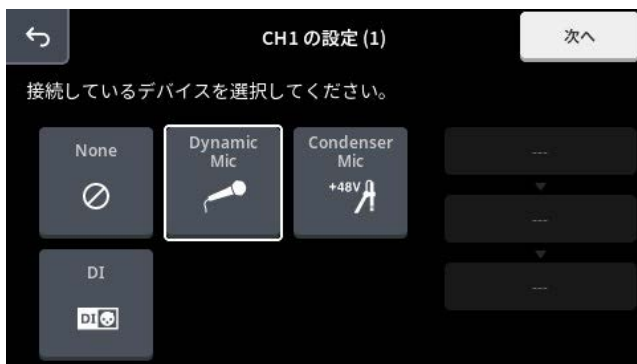 CH1 の設定 (1)
次へ
接続しているデバイスを選択してください。
None
Dynamic
Mic
Condenser
Mic
+48V
DI
DI
---
---
---